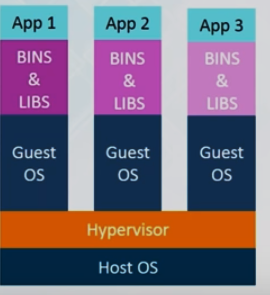 App 1 App 2 App 3
BINS BINS BINS
& & &
LIBS LIBS LIBS
Guest Guest Guest
OS OS OS
Hypervisor
Host OS